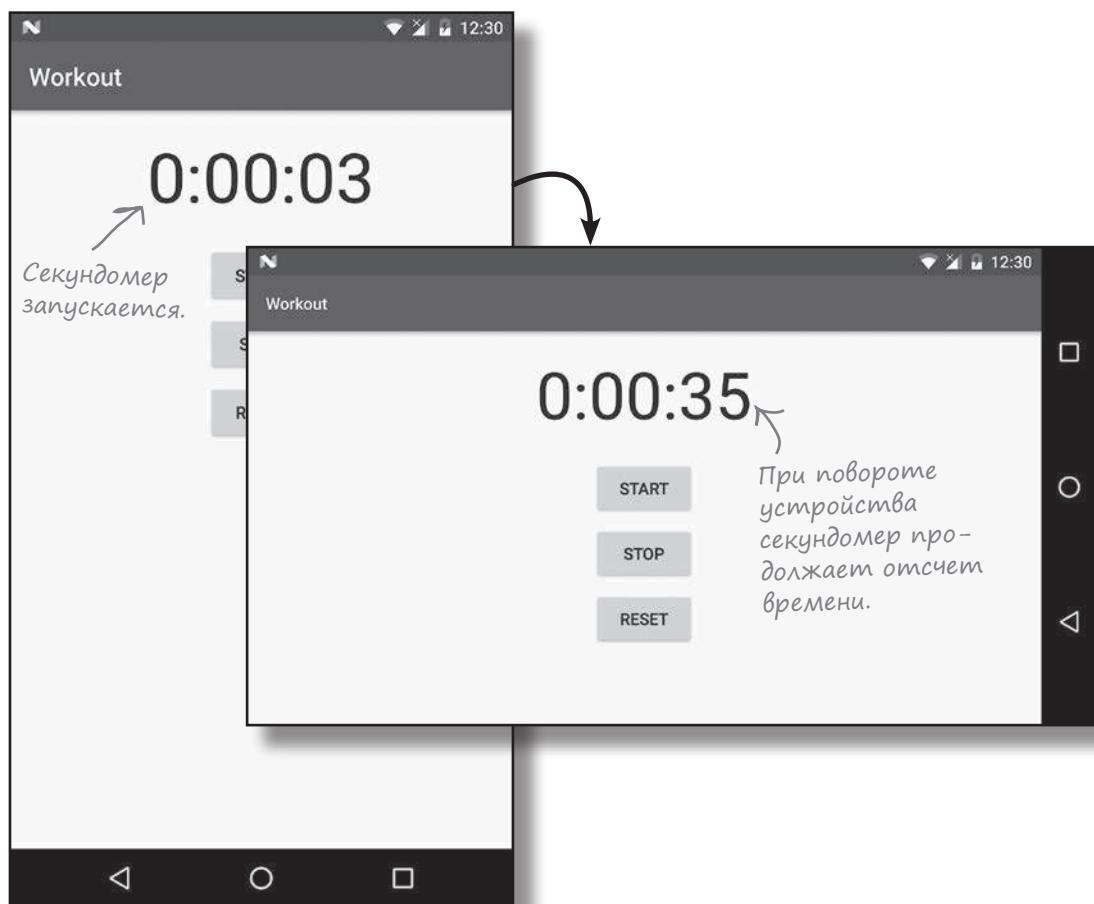 12:30
Workout
0:00:03
Секундомер
запускается.
S
S
R
12:30
Workout
0:00:35
START
STOP
RESET
При повороте
устройства
секундомер про-
должает отсчет
времени.